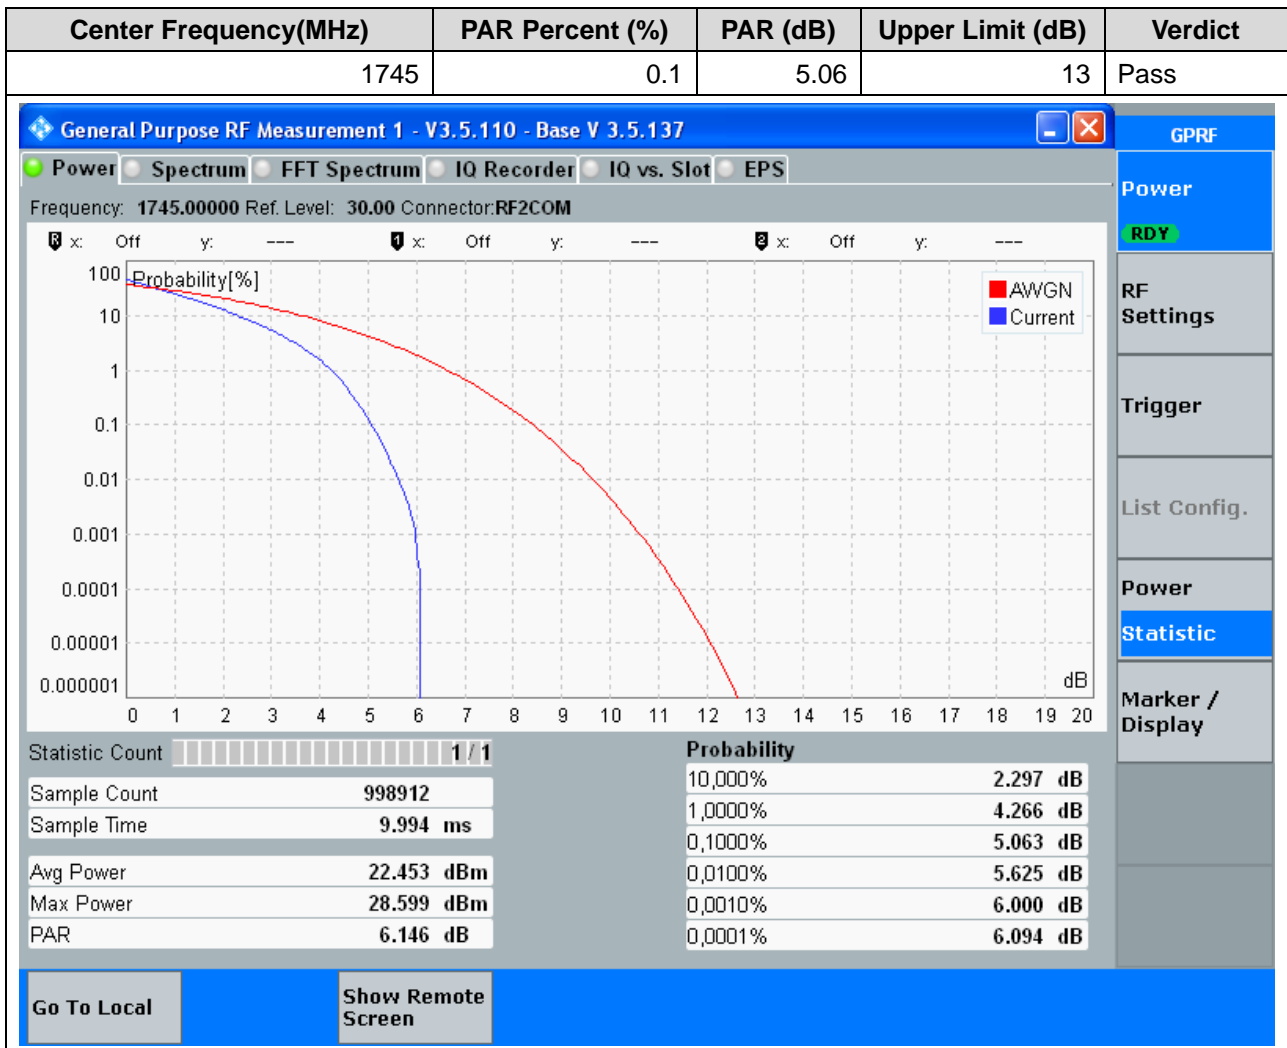 Center Frequency(MHz) PAR Percent (%) PAR (dB) Upper Limit (dB) Verdict
1745 0.1 5.06 13 Pass
General Purpose RF Measurement 1 - V3.5.110 - Base V 3.5.137
GPRF
Power Spectrum FFT Spectrum IQ Recorder IQ vs. Slot EPS
Power
RDY
Frequency: 1745.00000 Ref. Level: 30.00 Connector:RF2COM
R x: Off y: --- 1 x: Off y: --- 2 x: Off y: ---
Probability[%]
AWGN
Current
100
10
1
0.1
0.01
0.001
0.0001
0.00001
0.000001
dB
0 1 2 3 4 5 6 7 8 9 10 11 12 13 14 15 16 17 18 19 20
RF
Settings
Trigger
List Config.
Power
Statistic
Marker /
Display
Statistic Count 1 / 1
Sample Count 998912
Sample Time 9.994 ms
Avg Power 22.453 dBm
Max Power 28.599 dBm
PAR 6.146 dB
Probability
10,000% 2.297 dB
1,0000% 4.266 dB
0,1000% 5.063 dB
0,0100% 5.625 dB
0,0010% 6.000 dB
0,0001% 6.094 dB
Go To Local
Show Remote
Screen